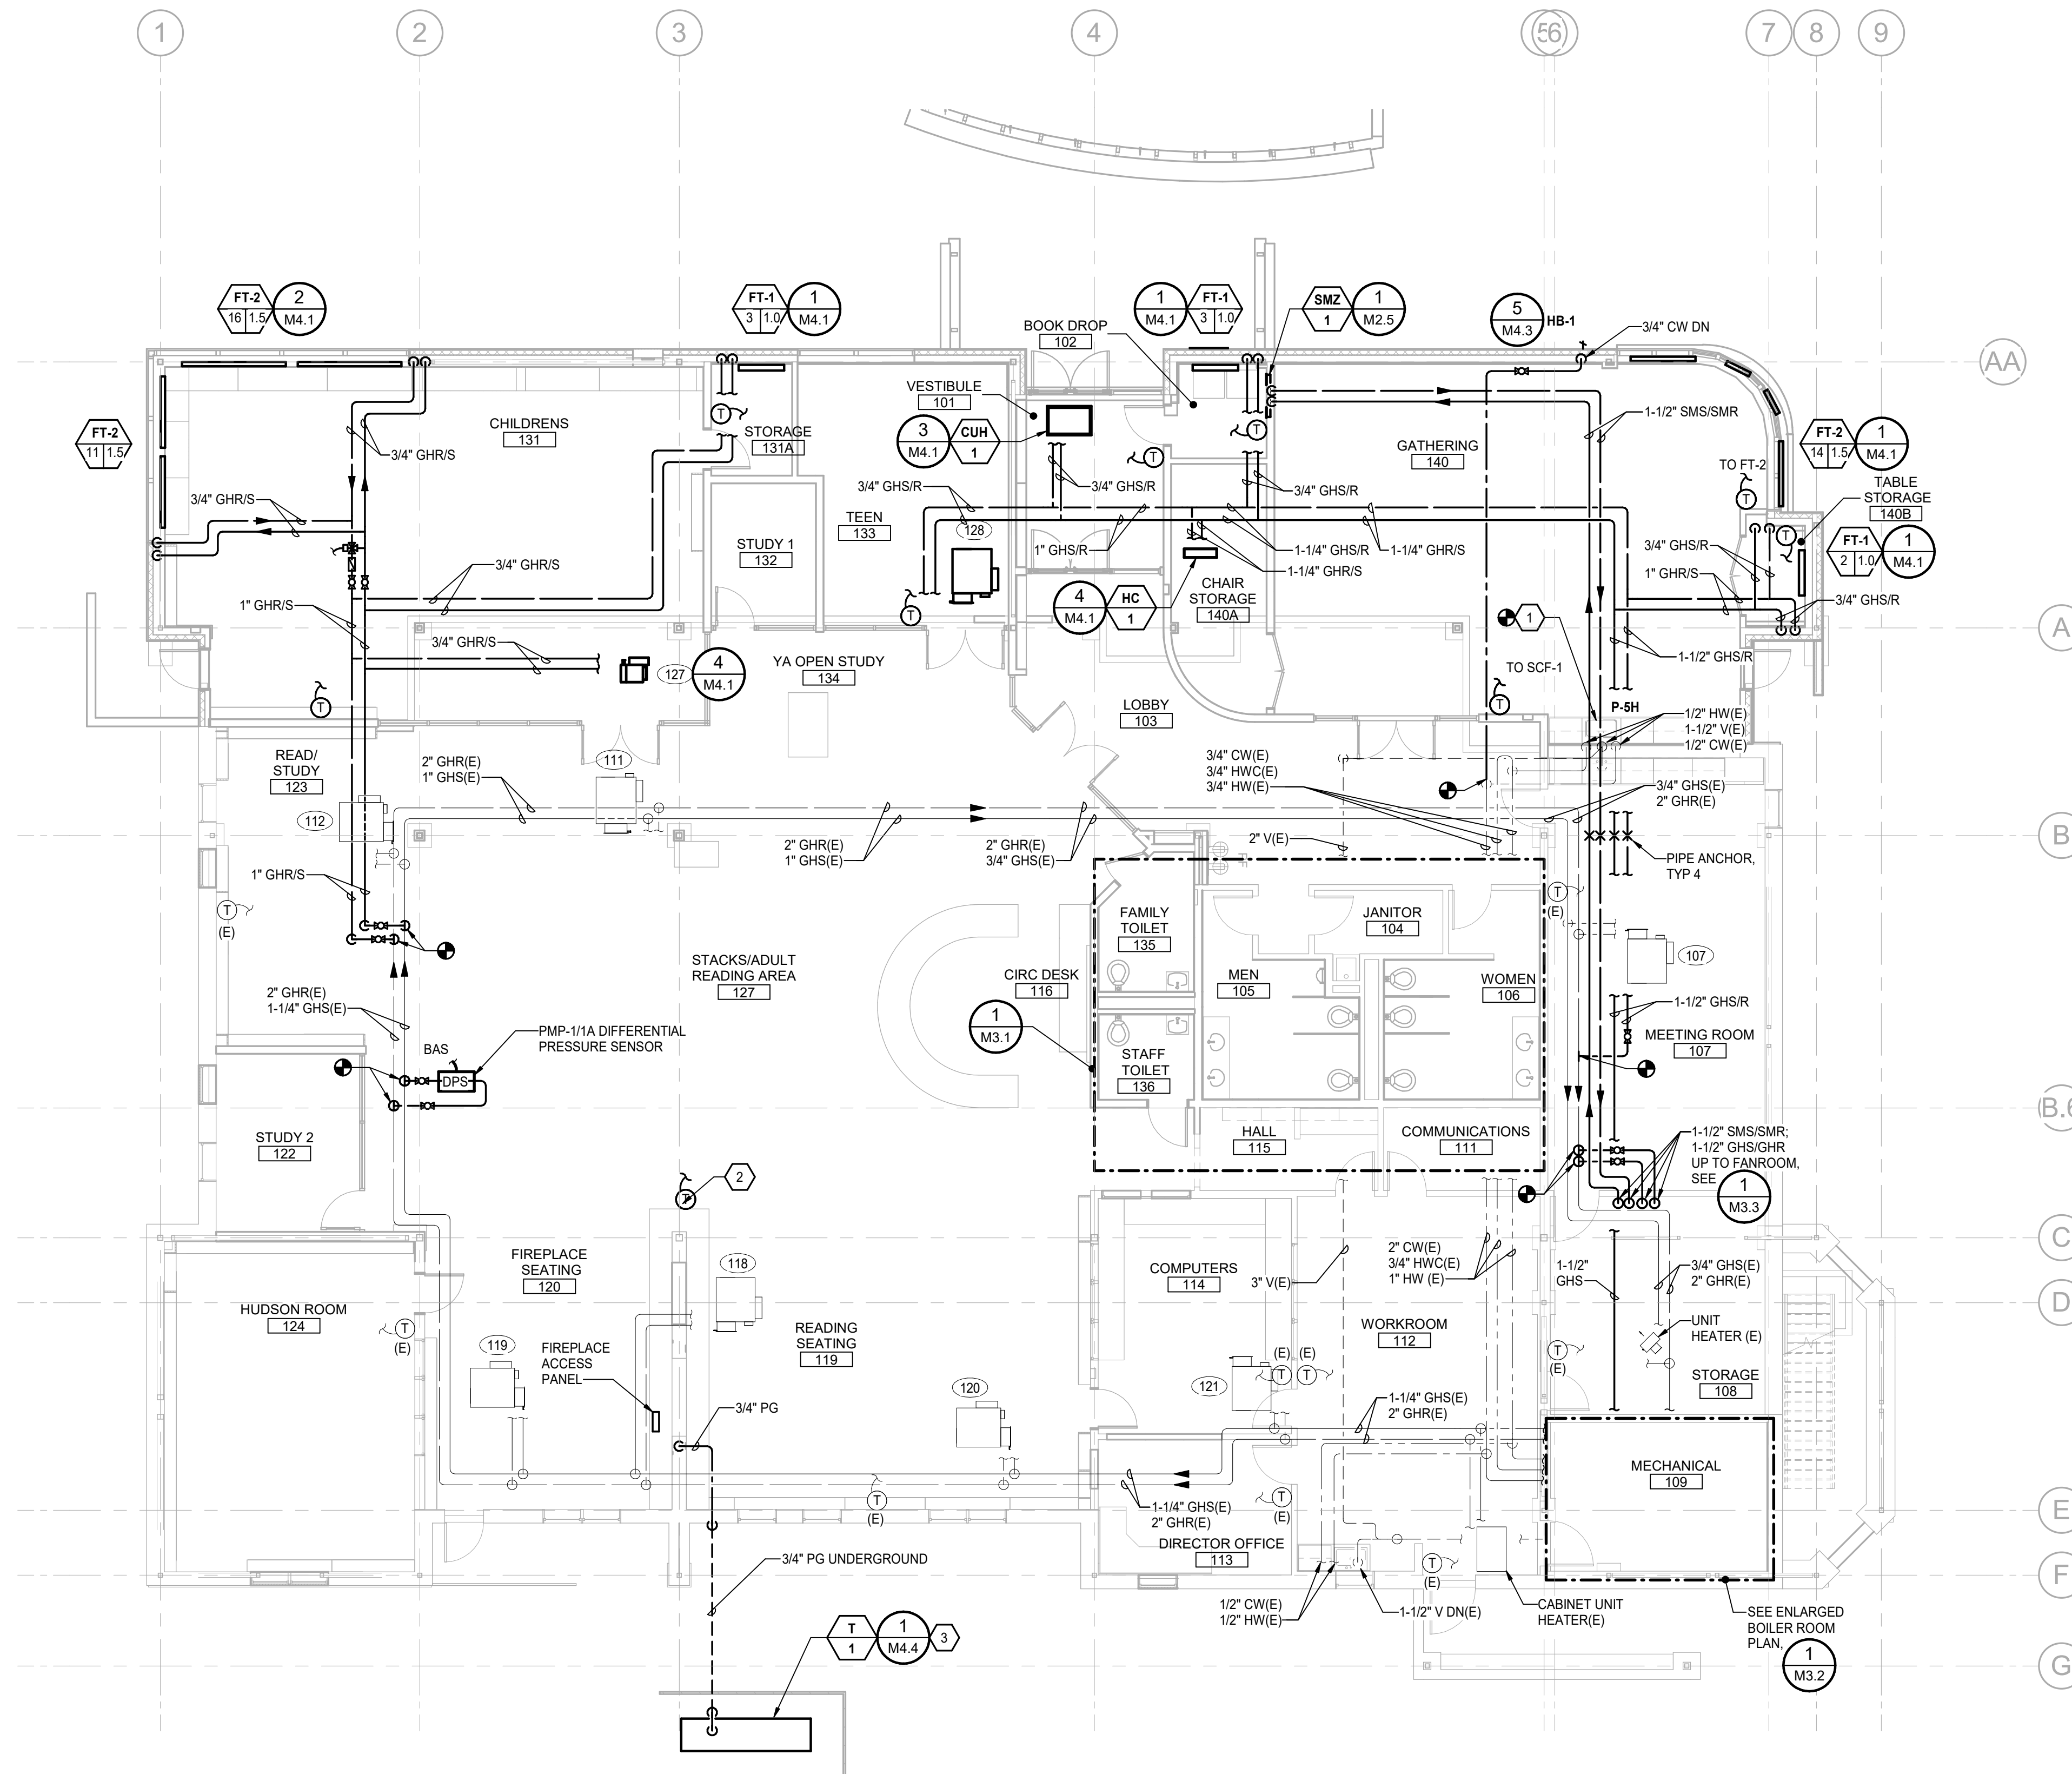 1
2
3
4
5
6
7
8
9
FT-2
16
1.5
2
M4.1
FT-1
3
1.0
1
M4.1
1
M4.1
FT-1
3
1.0
SMZ
1
1
M2.5
5
M4.3
HB-1
3/4" CW DN
BOOK DROP
102
AA
VESTIBULE
101
3
M4.1
CUH
1
CHILDRENS
131
STORAGE
131A
T
T
T
1-1/2" SMS/SMR
GATHERING
140
FT-2
14
1.5
1
M4.1
FT-2
11
1.5
3/4" GHR/S
3/4" GHR/S
3/4" GHS/R
3/4" GHS/R
3/4" GHS/R
TO FT-2
T
TABLE
STORAGE
140B
TEEN
133
128
STUDY 1
132
1" GHS/R
1-1/4" GHS/R
1-1/4" GHR/S
1-1/4" GHR/S
T
3/4" GHS/R
1" GHR/S
FT-1
2
1.0
1
M4.1
3/4" GHR/S
1" GHR/S
T
4
M4.1
HC
1
CHAIR
STORAGE
140A
3/4" GHS/R
1
A
3/4" GHR/S
127
4
M4.1
YA OPEN STUDY
134
1-1/2" GHS/R
TO SCF-1
T
T
LOBBY
103
P-5H
1/2" HW(E)
1-1/2" V(E)
1/2" CW(E)
READ/
STUDY
123
2" GHR(E)
1" GHS(E)
111
3/4" CW(E)
3/4" HWC(E)
3/4" HW(E)
3/4" GHS(E)
2" GHR(E)
112
2" GHR(E)
1" GHS(E)
2" GHR(E)
3/4" GHS(E)
2" V(E)
B
PIPE ANCHOR,
TYP 4
1" GHR/S
T
(E)
T
(E)
FAMILY
TOILET
135
JANITOR
104
107
STACKS/ADULT
READING AREA
127
CIRC DESK
116
MEN
105
WOMEN
106
2" GHR(E)
1-1/4" GHS(E)
1
M3.1
1-1/2" GHS/R
PMP-1/1A DIFFERENTIAL
PRESSURE SENSOR
BAS
DPS
MEETING ROOM
107
STAFF
TOILET
136
B.6
STUDY 2
122
HALL
115
COMMUNICATIONS
111
1-1/2" SMS/SMR;
1-1/2" GHS/GHR
UP TO FANROOM,
SEE
1
M3.3
T
2
C
FIREPLACE
SEATING
120
118
COMPUTERS
114
2" CW(E)
3/4" HWC(E)
1" HW (E)
3" V(E)
1-1/2"
GHS
3/4" GHS(E)
2" GHR(E)
D
HUDSON ROOM
124
T
(E)
READING
SEATING
119
WORKROOM
112
UNIT
HEATER (E)
119
FIREPLACE
ACCESS
PANEL
(E)
(E)
T
T
T
(E)
STORAGE
108
120
121
3/4" PG
1-1/4" GHS(E)
2" GHR(E)
MECHANICAL
109
T
(E)
1-1/4" GHS(E)
2" GHR(E)
T
(E)
E
DIRECTOR OFFICE
113
3/4" PG UNDERGROUND
T
(E)
F
1/2" CW(E)
1/2" HW(E)
1-1/2" V DN(E)
CABINET UNIT
HEATER(E)
SEE ENLARGED
BOILER ROOM
PLAN,
1
M3.2
T
1
1
M4.4
3
G